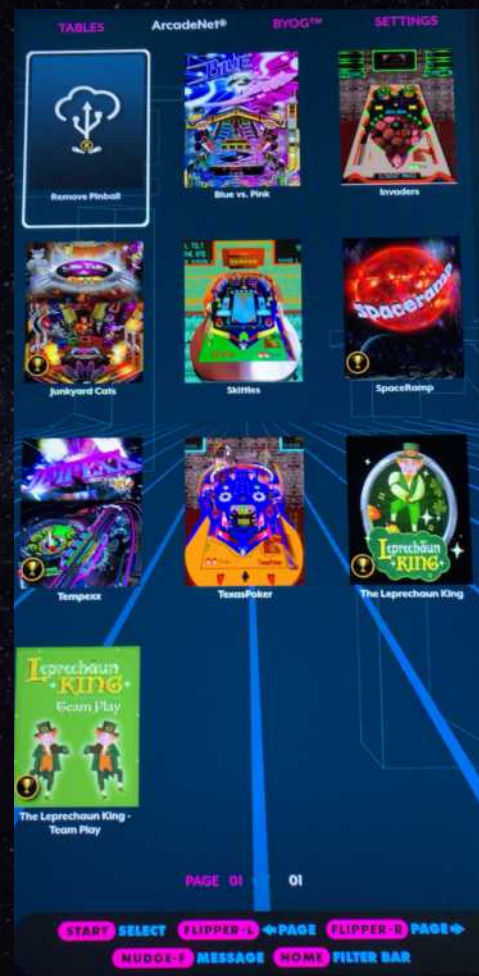 TABLES ArcadeNet® BYOG™ SETTINGS
Remove Pinball
BLUE
Blue vs. Pink
Invaders
Junkyard Cats
Skittles
Spaceramp
SpaceRamp
Tempexx
TexasPoker
Leprechaun
KING
The Leprechaun King
Leprechaun
KING
Team Play
The Leprechaun King -
Team Play
PAGE 01 01
START SELECT FLIPPER-L PAGE FLIPPER-R PAGE
NUDGE-F MESSAGE HOME FILTER BAR